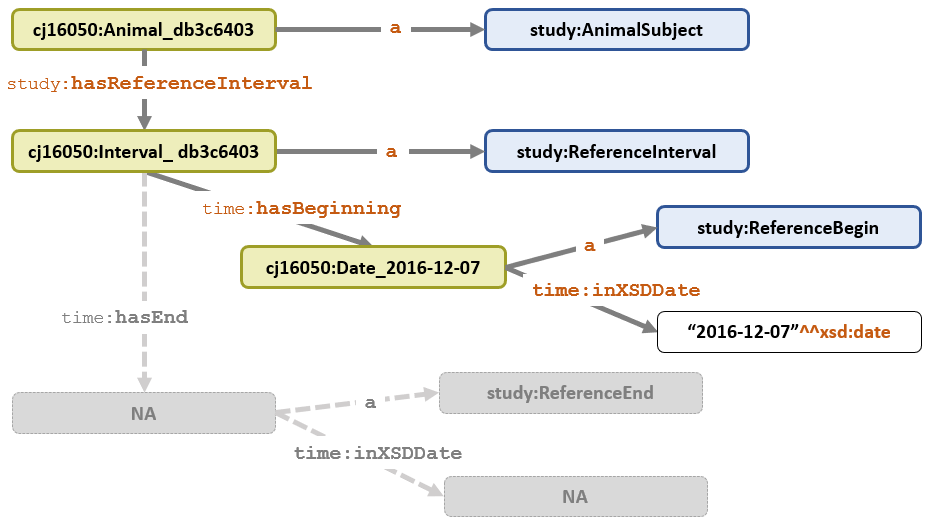 cj16050:Animal_db3c6403
a
study:AnimalSubject
study:hasReferenceInterval
cj16050:Interval_ db3c6403
a
study:ReferenceInterval
time:hasBeginning
study:ReferenceBegin
a
cj16050:Date_2016-12-07
time:inXSDDate
time:hasEnd
“2016-12-07”^^xsd:date
NA
a
study:ReferenceEnd
time:inXSDDate
NA